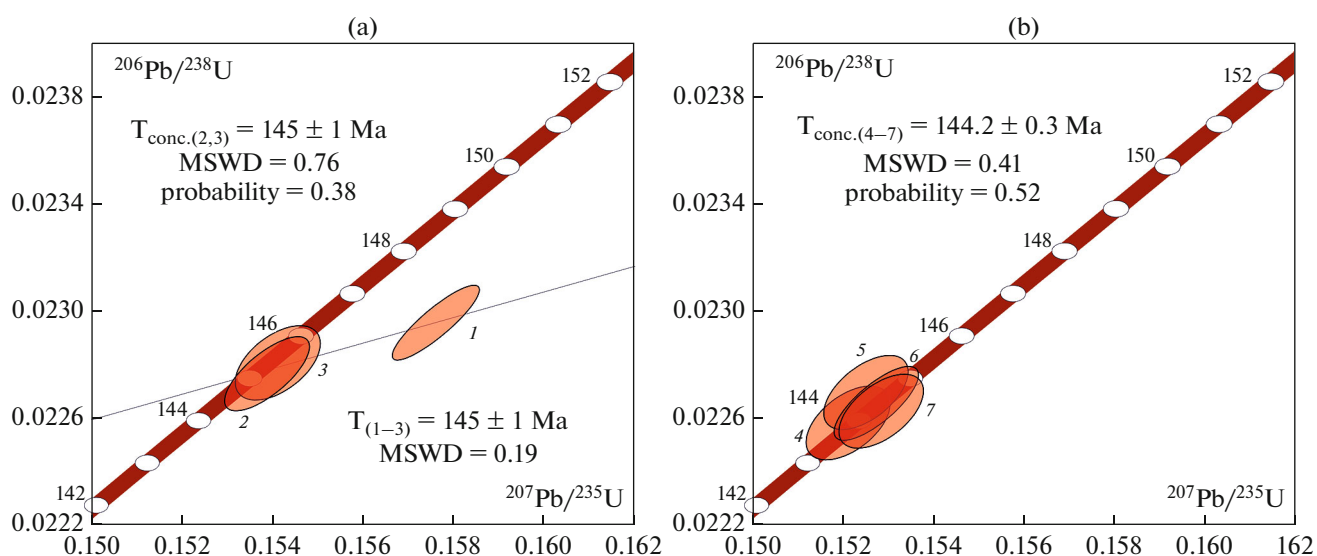 (a)
²⁰⁶Pb/²³⁸U
152
0.0238
T conc.(2,3) = 145 ± 1 Ma
MSWD = 0.76
probability = 0.38
150
0.0234
148
0.0230
146
1
3
0.0226
144
2
T (1–3) = 145 ± 1 Ma
MSWD = 0.19
142
²⁰⁷Pb/²³⁵U
0.0222
0.150 0.152 0.154 0.156 0.158 0.160 0.162
(b)
²⁰⁶Pb/²³⁸U
152
0.0238
T conc.(4–7) = 144.2 ± 0.3 Ma
MSWD = 0.41
probability = 0.52
150
0.0234
148
0.0230
146
5
6
0.0226
144
7
4
142
²⁰⁷Pb/²³⁵U
0.0222
0.150 0.152 0.154 0.156 0.158 0.160 0.162